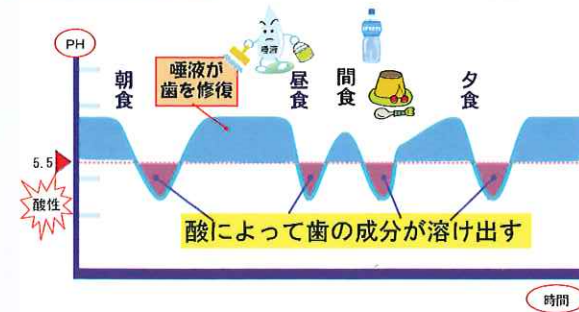 PH
朝食
唾液が
歯を修復
唾液
昼食
間食
夕食
5.5
酸性
酸によって歯の成分が溶け出す
時間